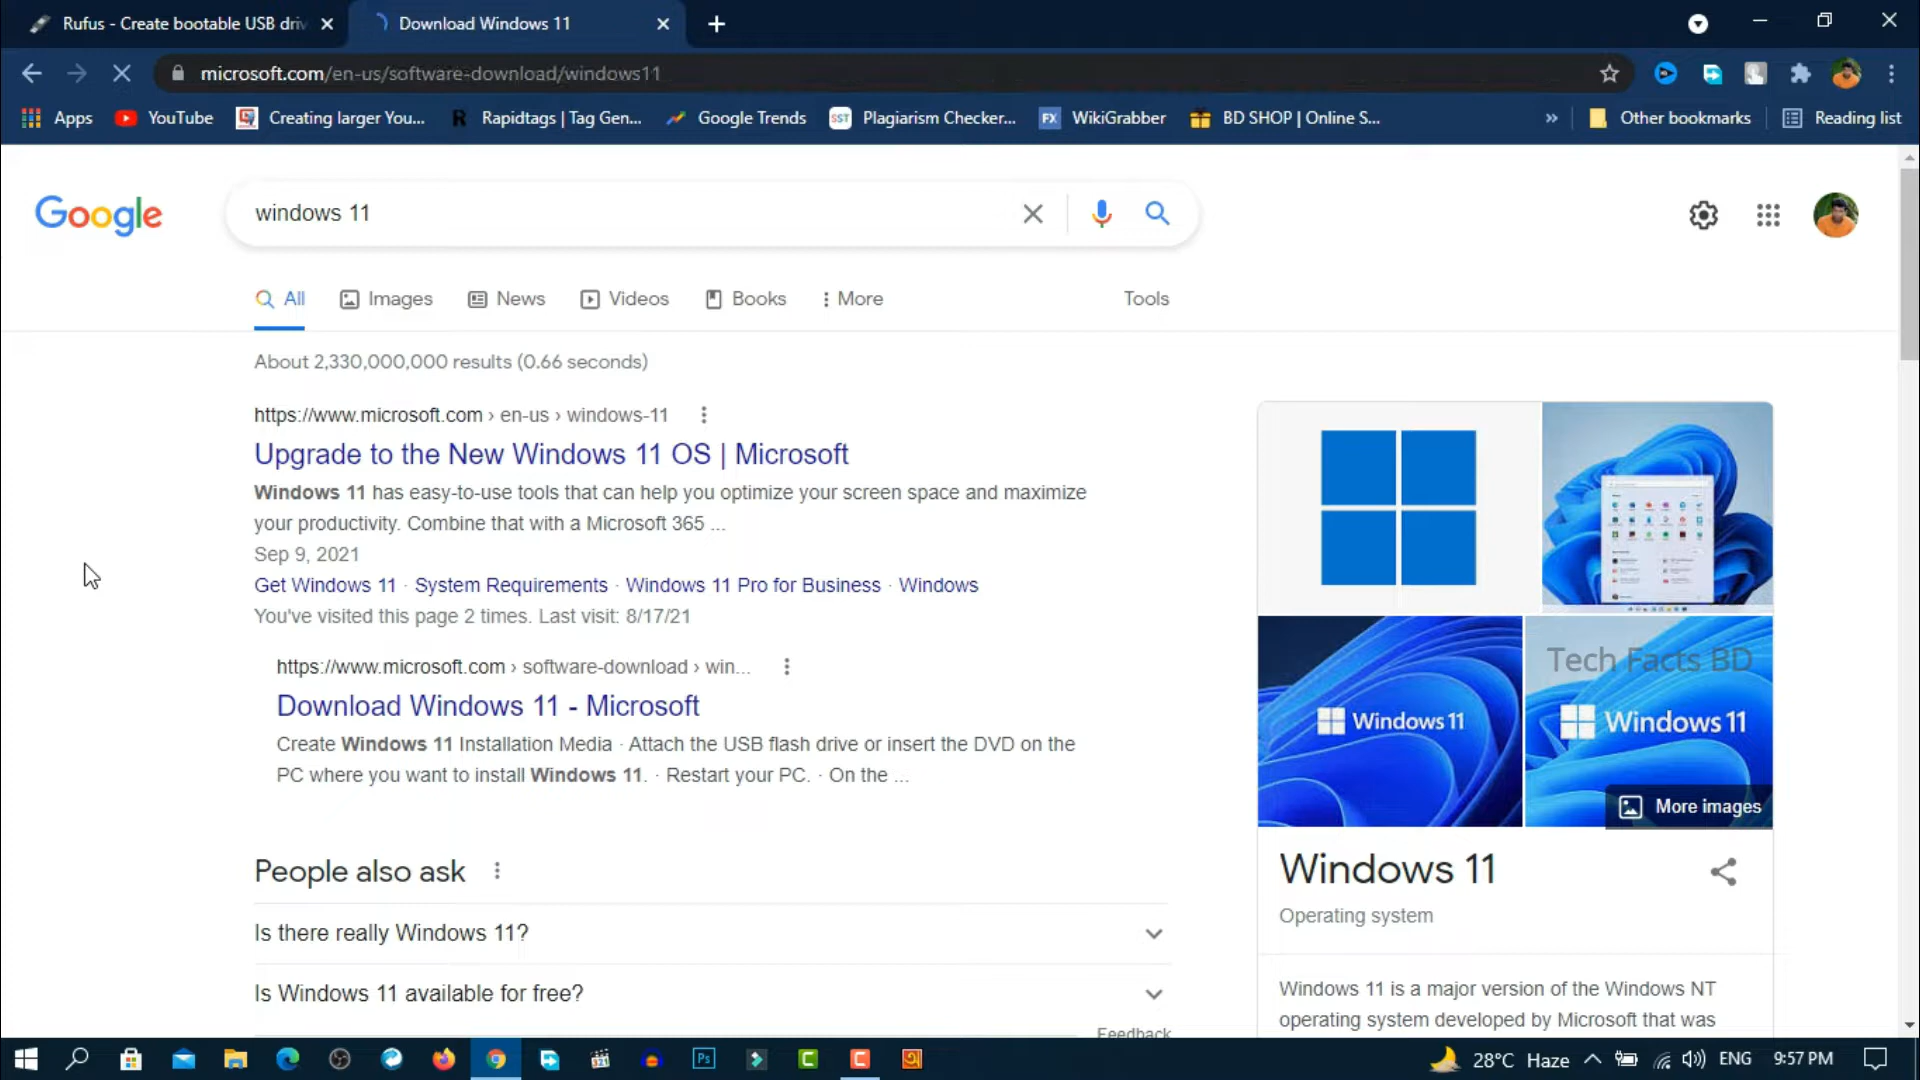 Rufus - Create bootable USB driv
Download Windows 11
microsoft.com/en-us/software-download/windows11
Apps
YouTube
Creating larger You...
Rapidtags | Tag Gen...
Google Trends
SST
Plagiarism Checker...
FX
WikiGrabber
BD SHOP | Online S...
»
Other bookmarks
Reading list
Google
windows 11
All
Images
News
Videos
Books
More
Tools
About 2,330,000,000 results (0.66 seconds)
https://www.microsoft.com › en-us › windows-11
Upgrade to the New Windows 11 OS | Microsoft
Windows 11 has easy-to-use tools that can help you optimize your screen space and maximize
your productivity. Combine that with a Microsoft 365 ...
Sep 9, 2021
Get Windows 11 · System Requirements · Windows 11 Pro for Business · Windows
You've visited this page 2 times. Last visit: 8/17/21
https://www.microsoft.com › software-download › win...
Download Windows 11 - Microsoft
Create Windows 11 Installation Media · Attach the USB flash drive or insert the DVD on the
PC where you want to install Windows 11. · Restart your PC. · On the ...
People also ask
Is there really Windows 11?
Is Windows 11 available for free?
Feedback
Windows 11
Tech Facts BD
Windows 11
More images
Windows 11
Operating system
Windows 11 is a major version of the Windows NT
operating system developed by Microsoft that was
Ps
28°C Haze
ENG
9:57 PM